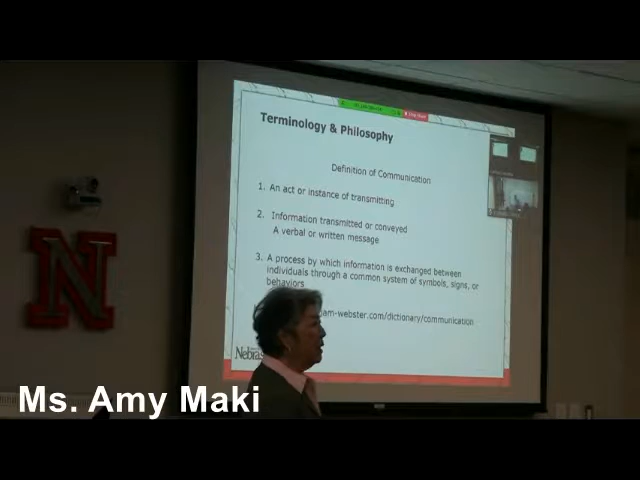 Terminology & Philosophy
Definition of Communication
1. An act or instance of transmitting
2. Information transmitted or conveyed
A verbal or written message
3. A process by which information is exchanged between
individuals through a common system of symbols, signs, or
behaviors
am-webster.com/dictionary/communication
N
Nebras
Ms. Amy Maki